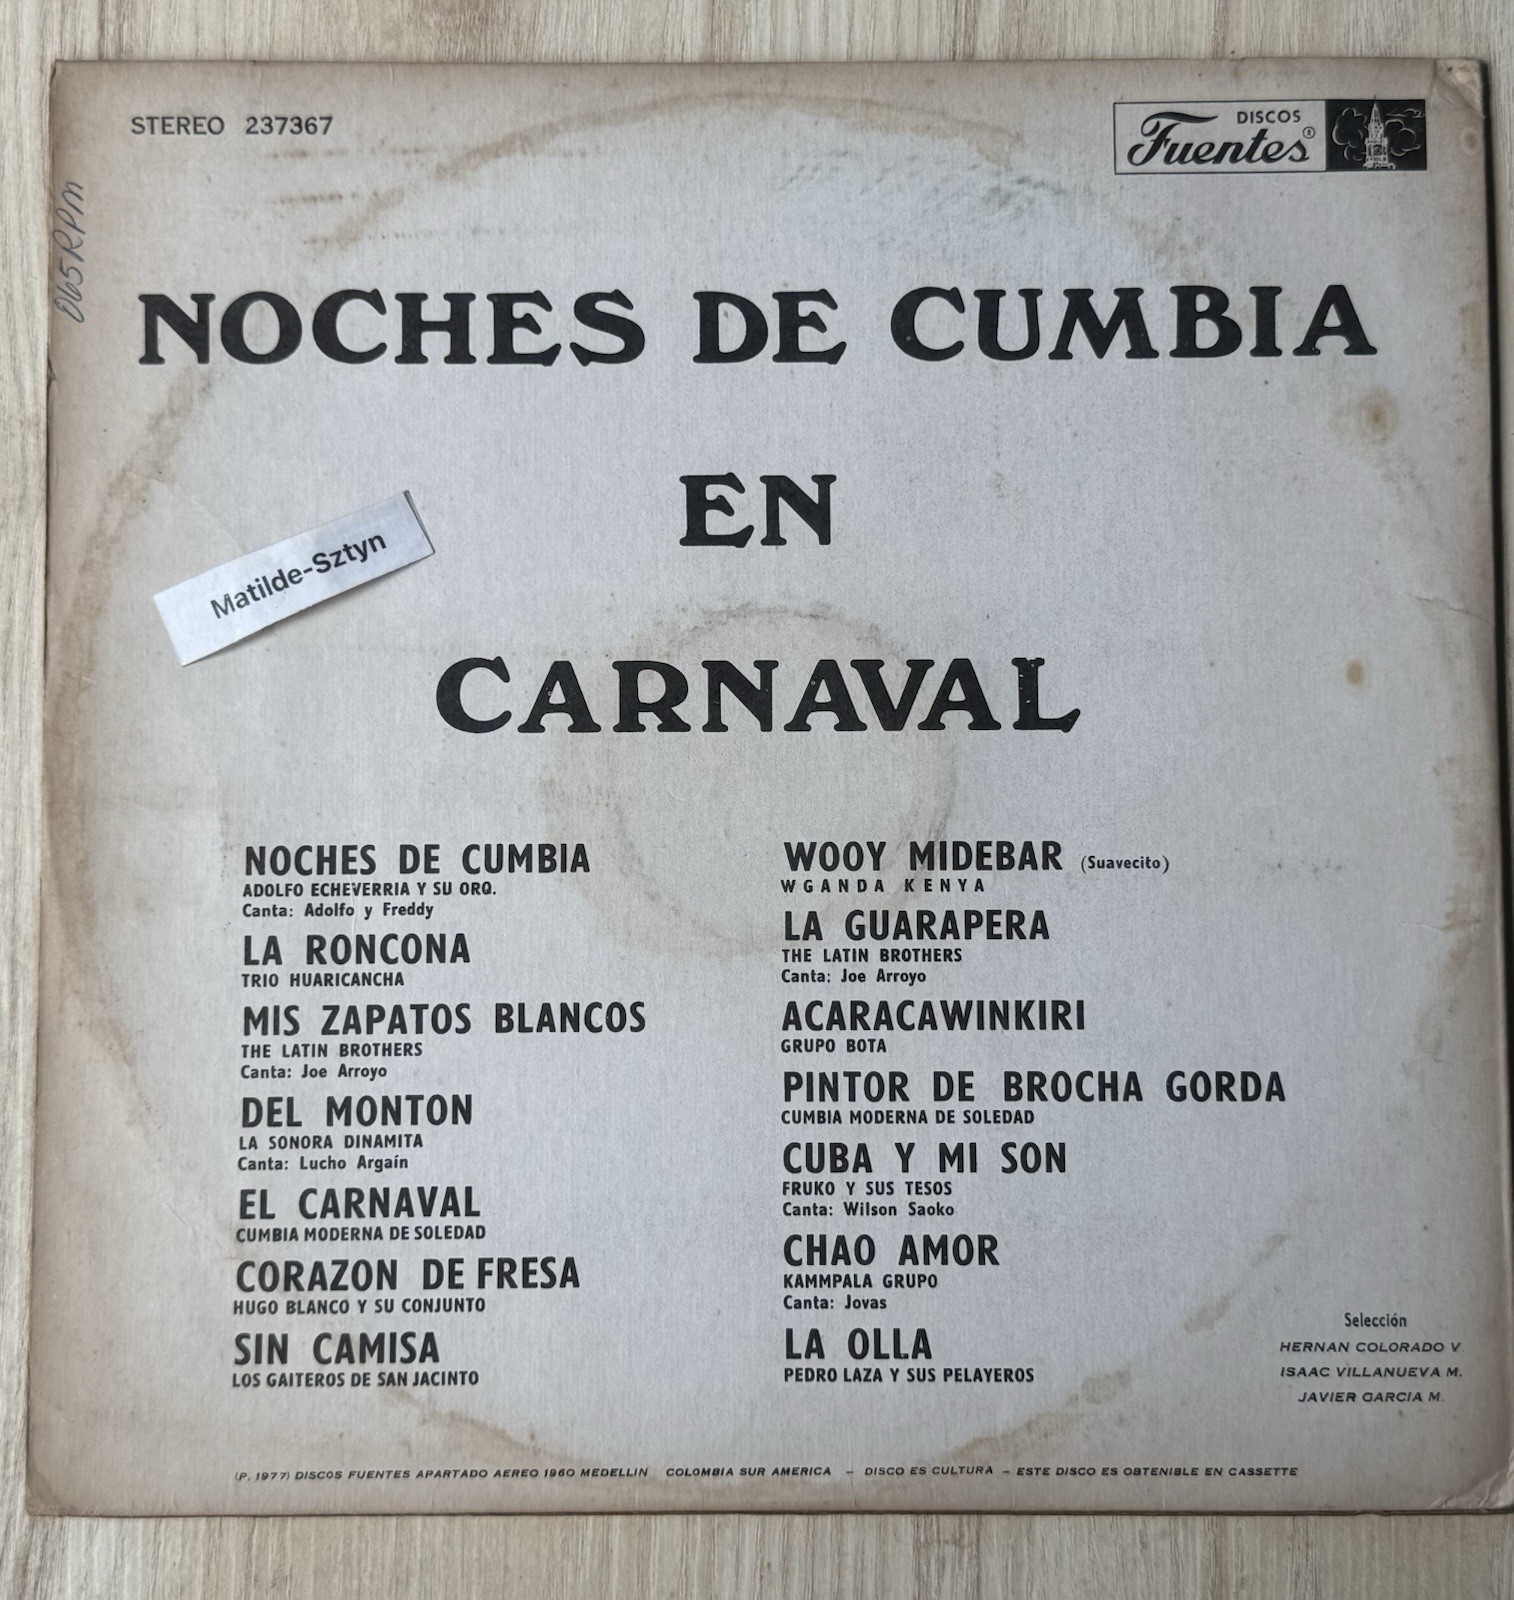 STEREO 237367
DISCOS
Fuentes®
NOCHES DE CUMBIA
EN
CARNAVAL
Matilde-Sztyn
NOCHES DE CUMBIA
ADOLFO ECHEVERRIA Y SU ORQ.
Canta: Adolfo y Freddy
LA RONCONA
TRIO HUARICANCHA
MIS ZAPATOS BLANCOS
THE LATIN BROTHERS
Canta: Joe Arroyo
DEL MONTON
LA SONORA DINAMITA
Canta: Lucho Argaín
EL CARNAVAL
CUMBIA MODERNA DE SOLEDAD
CORAZON DE FRESA
HUGO BLANCO Y SU CONJUNTO
SIN CAMISA
LOS GAITEROS DE SAN JACINTO
WOOY MIDEBAR (Suavecito)
WGANDA KENYA
LA GUARAPERA
THE LATIN BROTHERS
Canta: Joe Arroyo
ACARACAWINKIRI
GRUPO BOTA
PINTOR DE BROCHA GORDA
CUMBIA MODERNA DE SOLEDAD
CUBA Y MI SON
FRUKO Y SUS TESOS
Canta: Wilson Saoko
CHAO AMOR
KAMMPALA GRUPO
Canta: Jovas
LA OLLA
PEDRO LAZA Y SUS PELAYEROS
Selección
HERNAN COLORADO V.
ISAAC VILLANUEVA M.
JAVIER GARCIA M.
(P. 1977) DISCOS FUENTES APARTADO AEREO 1960 MEDELLIN COLOMBIA SUR AMERICA – DISCO ES CULTURA – ESTE DISCO ES OBTENIBLE EN CASSETTE